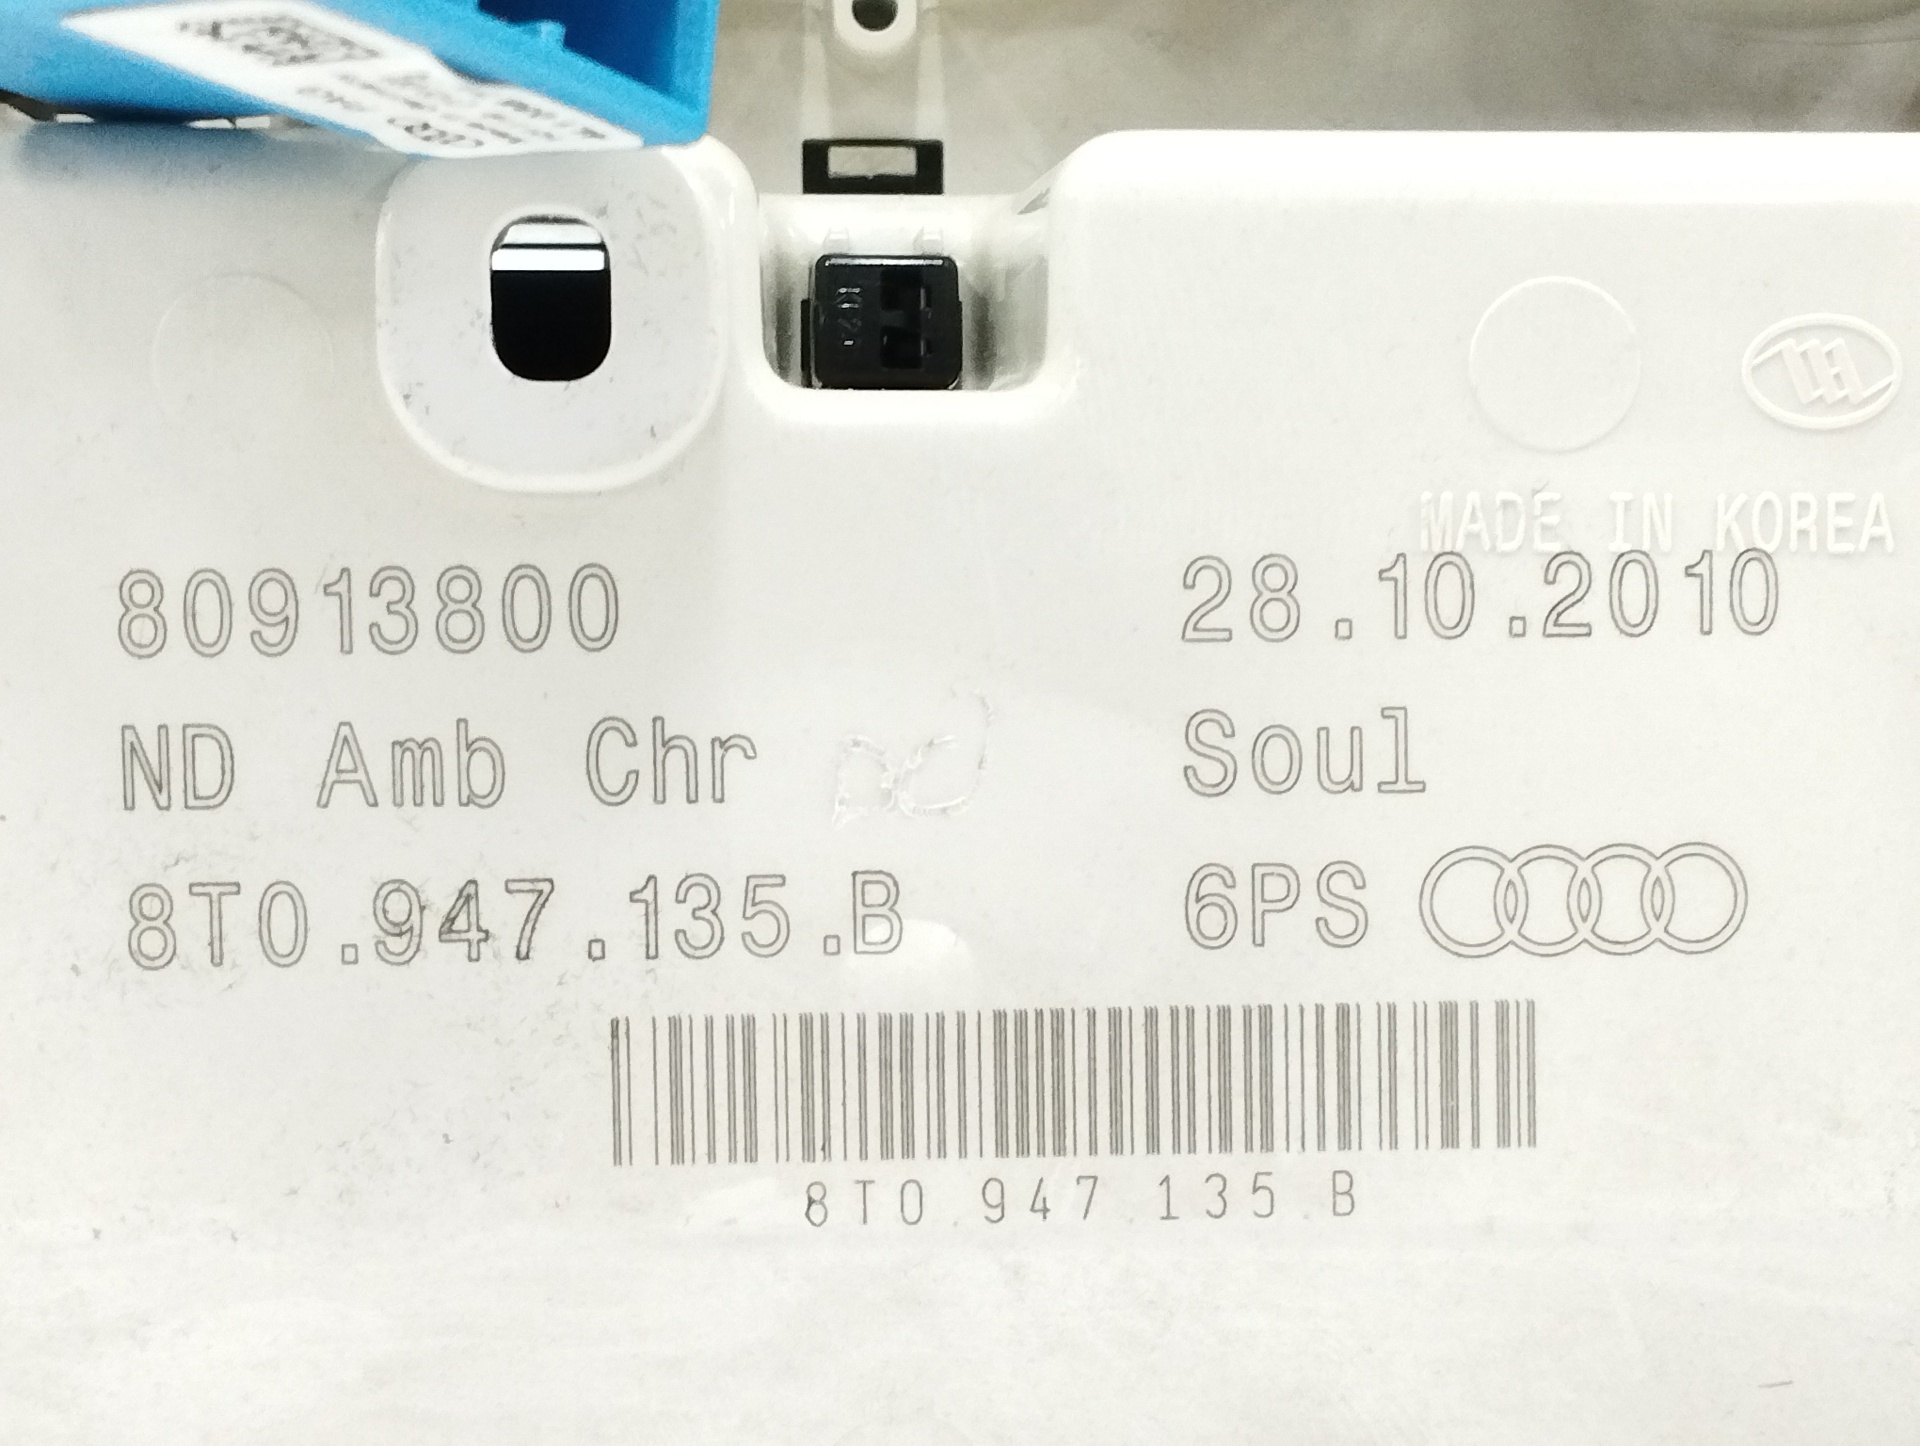 MADE IN KOREA
80913800
28.10.2010
ND Amb Chr
Soul
8T0.947.135.B
6PS
8T0 947 135 B